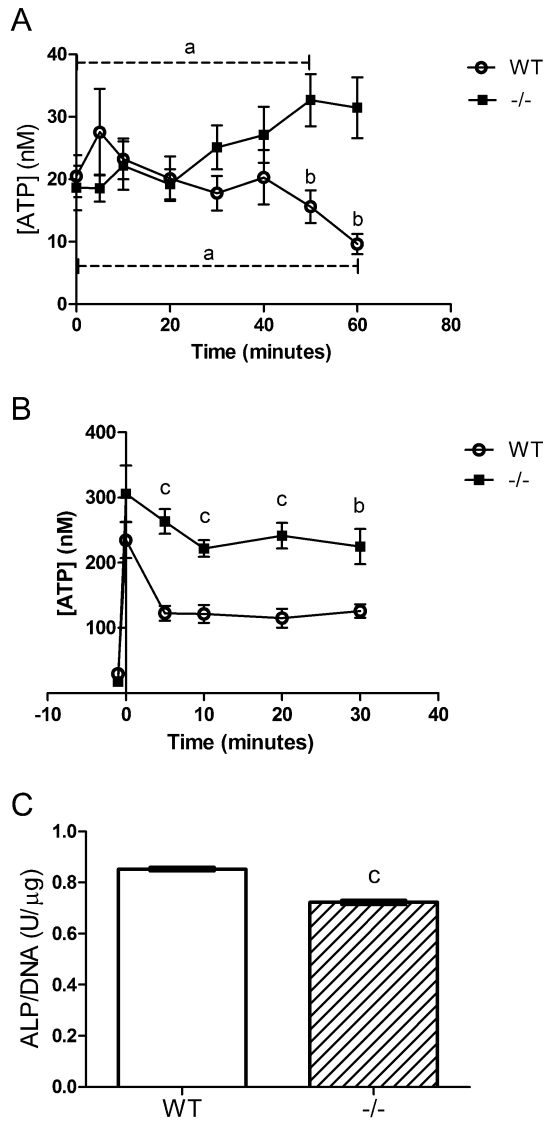 A
a
WT
-/-
40
30
20
10
0
[ATP] (nM)
b
b
a
0 20 40 60 80
Time (minutes)
B
WT
-/-
400
300
200
100
[ATP] (nM)
c
c
c
b
-10 0 10 20 30 40
Time (minutes)
C
1.0
0.8
0.6
0.4
0.2
0.0
ALP/DNA (U/μg)
c
WT -/-